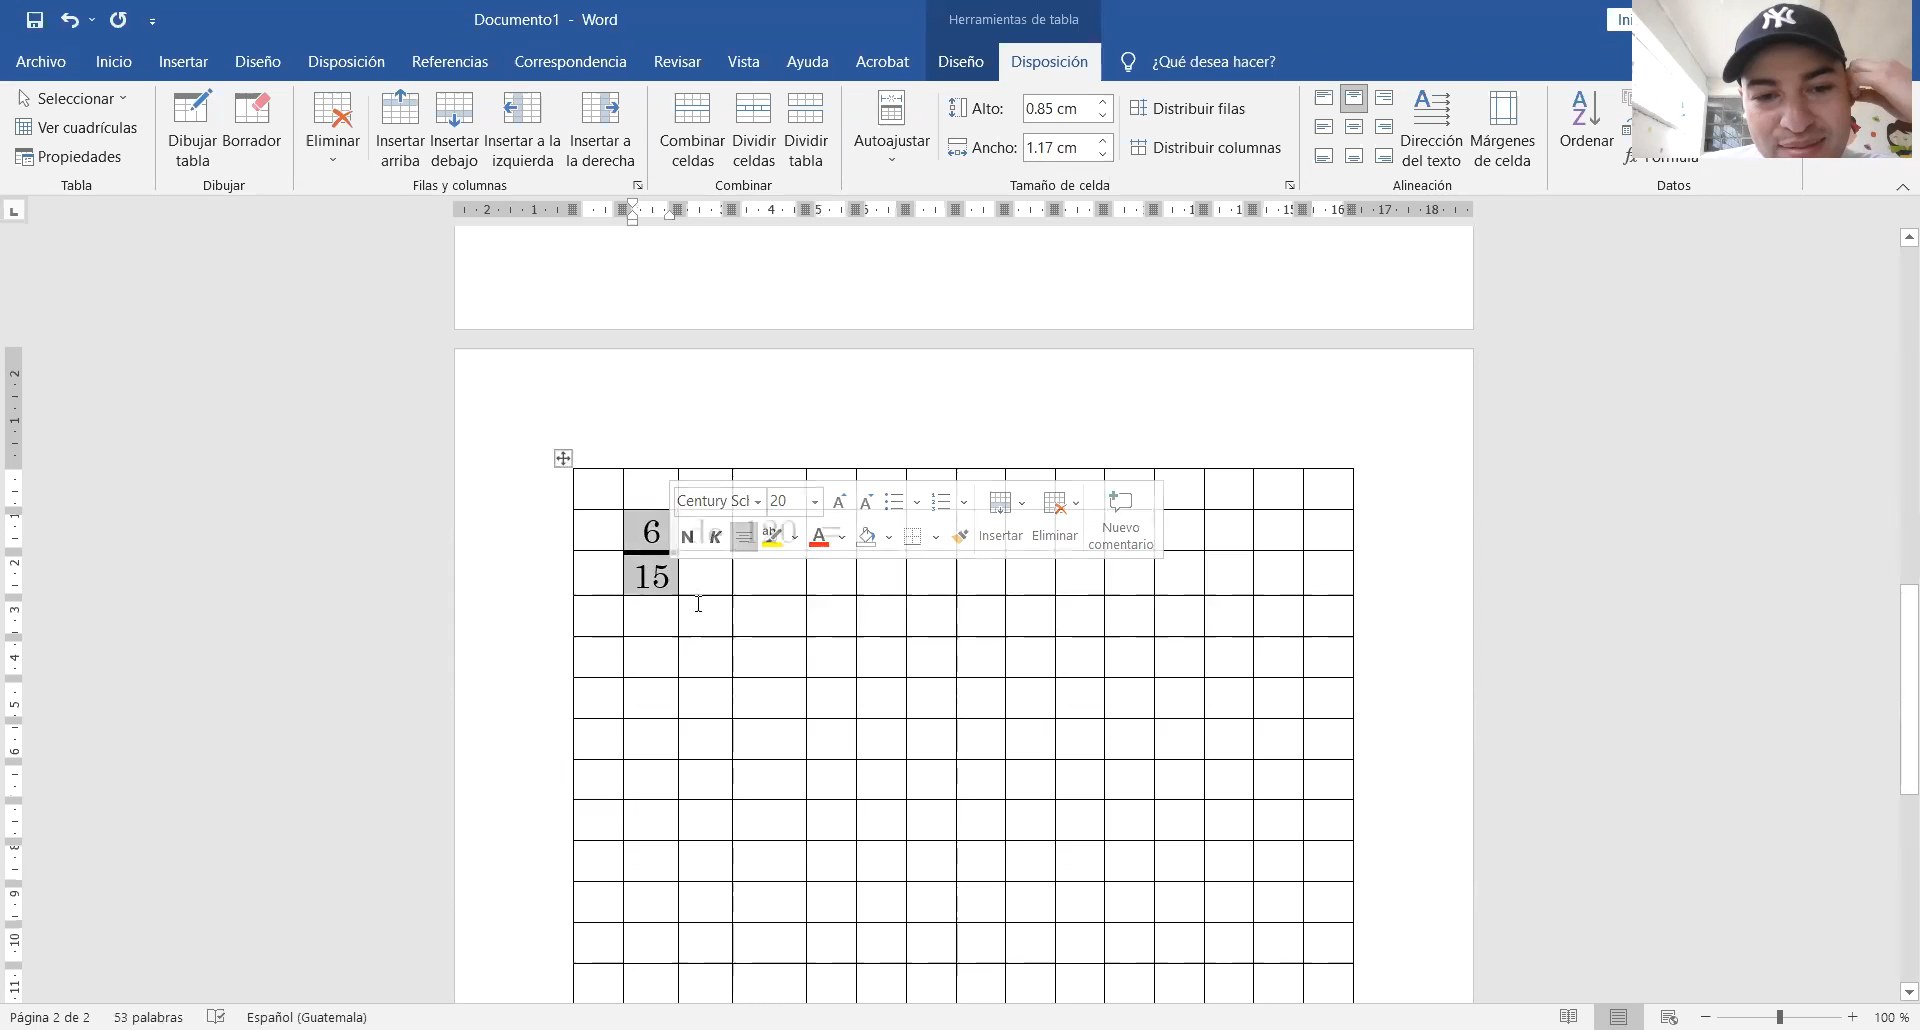 Documento1 - Word
Herramientas de tabla
Archivo
Inicio
Insertar
Diseño
Disposición
Referencias
Correspondencia
Revisar
Vista
Ayuda
Acrobat
Diseño
Disposición
¿Qué desea hacer?
Seleccionar
Ver cuadrículas
Propiedades
Tabla
Dibujar tabla
Borrador
Dibujar
Eliminar
Insertar arriba
Insertar debajo
Insertar a la izquierda
Insertar a la derecha
Filas y columnas
Combinar celdas
Dividir celdas
Dividir tabla
Combinar
Autoajustar
Alto: 0.85 cm
Ancho: 1.17 cm
Distribuir filas
Distribuir columnas
Tamaño de celda
Dirección del texto
Márgenes de celda
Alineación
Ordenar
Datos
NY
Century Scl 20
N K
Insertar
Eliminar
Nuevo comentario
6
15
Página 2 de 2
53 palabras
Español (Guatemala)
100 %